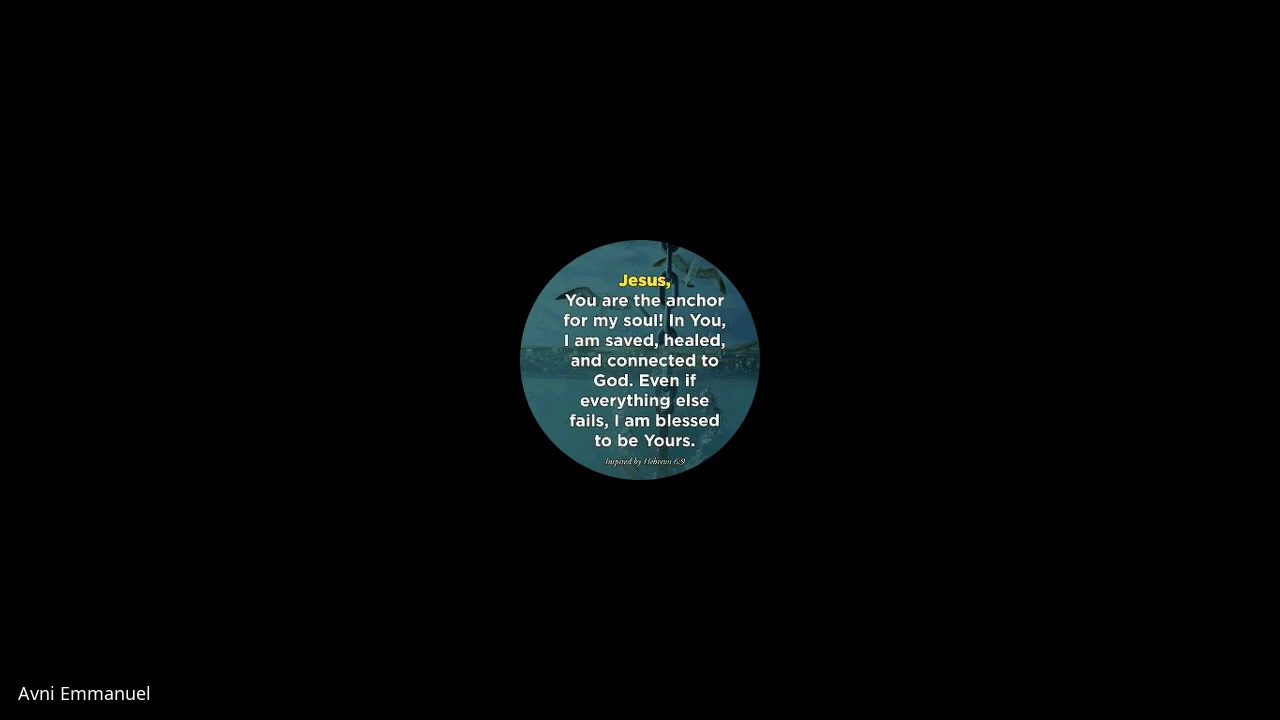 Jesus,
You are the anchor
for my soul! In You,
I am saved, healed,
and connected to
God. Even if
everything else
fails, I am blessed
to be Yours.
Inspired by Hebrews 6:9
Avni Emmanuel